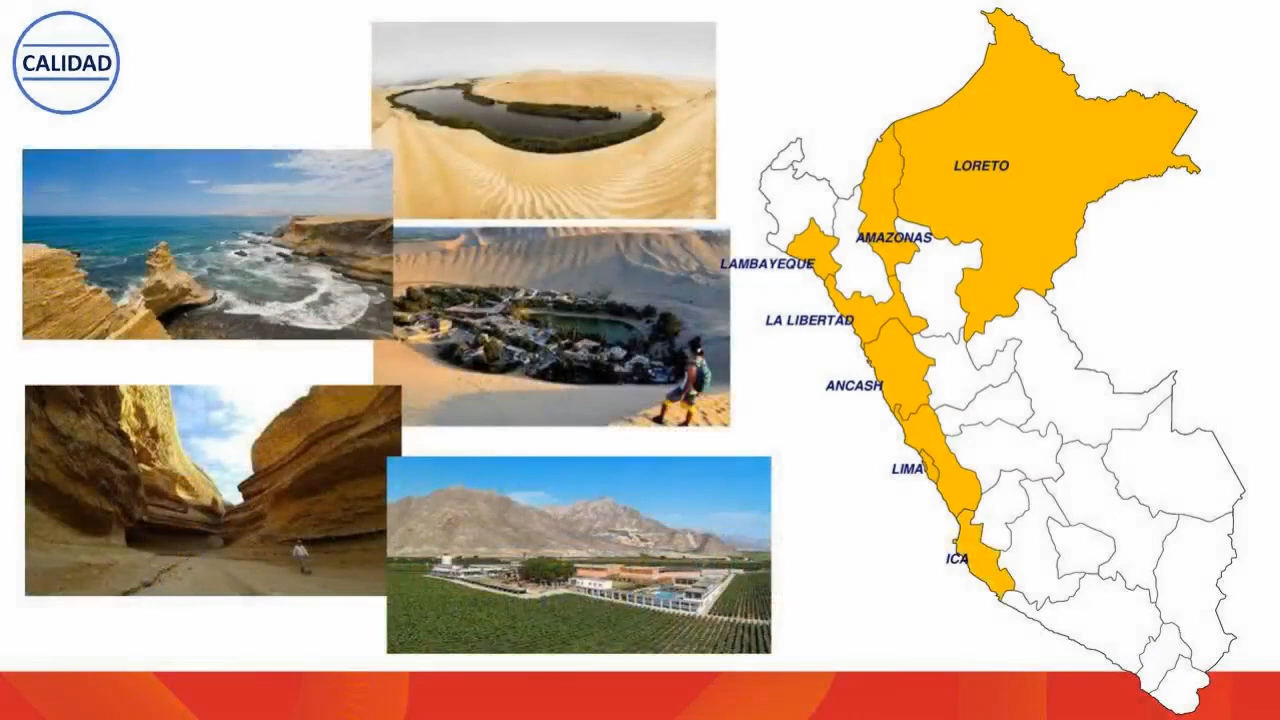 CALIDAD
LORETO
AMAZONAS
LAMBAYEQUE
LA LIBERTAD
ANCASH
LIMA
ICA